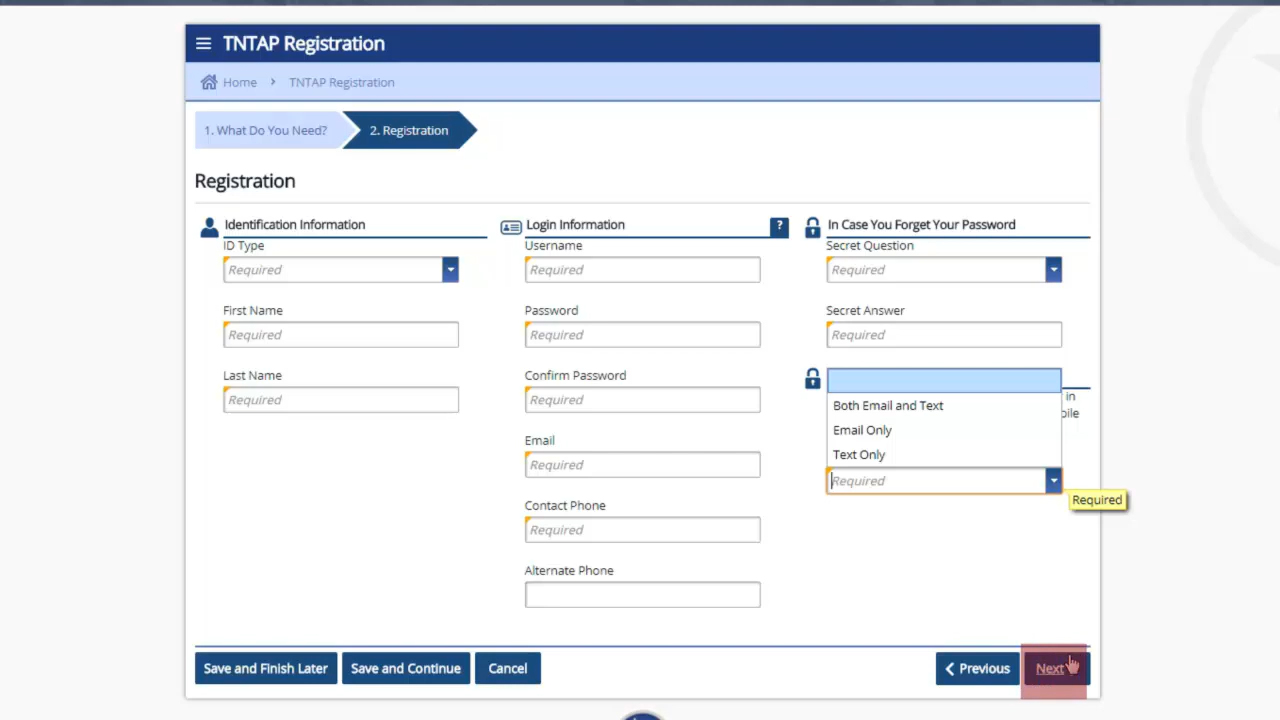 TNTAP Registration
Home > TNTAP Registration
1. What Do You Need?
2. Registration
Registration
Identification Information
ID Type
Required
First Name
Required
Last Name
Required
Login Information
?
Username
Required
Password
Required
Confirm Password
Required
Email
Required
Contact Phone
Required
Alternate Phone
In Case You Forget Your Password
Secret Question
Required
Secret Answer
Required
in
Both Email and Text
Email Only
Text Only
Required
Required
Save and Finish Later
Save and Continue
Cancel
Previous
Next